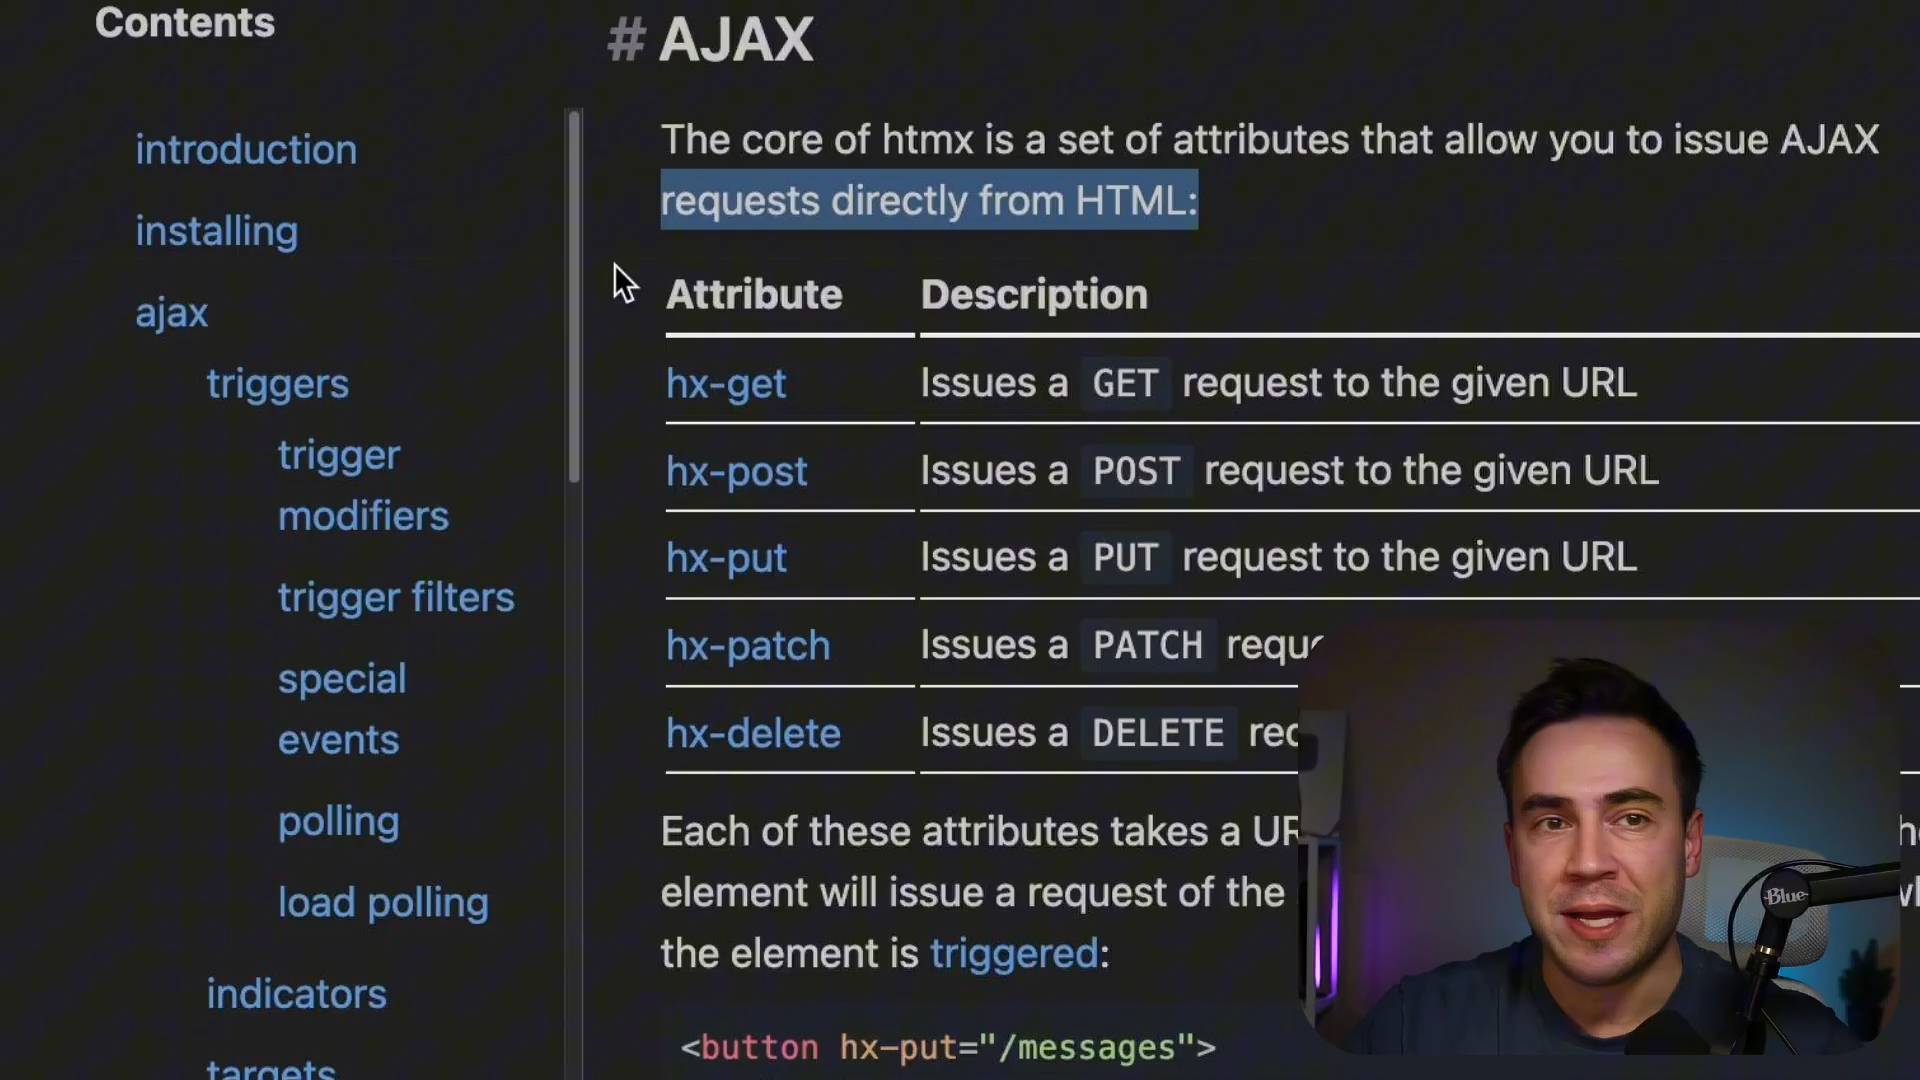 Contents
introduction
installing
ajax
triggers
trigger
modifiers
trigger filters
special
events
polling
load polling
indicators
targets
# AJAX
The core of htmx is a set of attributes that allow you to issue AJAX
requests directly from HTML:
Attribute Description
hx-get Issues a GET request to the given URL
hx-post Issues a POST request to the given URL
hx-put Issues a PUT request to the given URL
hx-patch Issues a PATCH
hx-delete Issues a DELETE
Each of these attributes takes a
element will issue a request of the
the element is triggered:
<button hx-put="/messages">
Blue